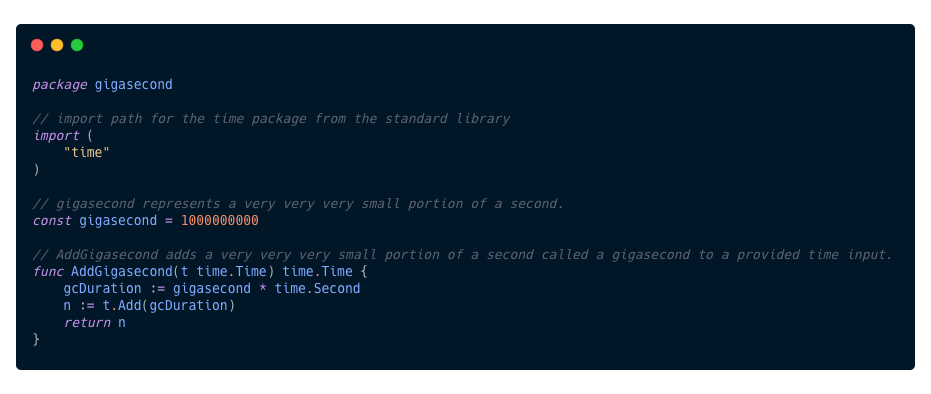 package gigasecond
// import path for the time package from the standard library
import (
    "time"
)
// gigasecond represents a very very very small portion of a second.
const gigasecond = 1000000000
// AddGigasecond adds a very very very small portion of a second called a gigasecond to a provided time input.
func AddGigasecond(t time.Time) time.Time {
    gcDuration := gigasecond * time.Second
    n := t.Add(gcDuration)
    return n
}